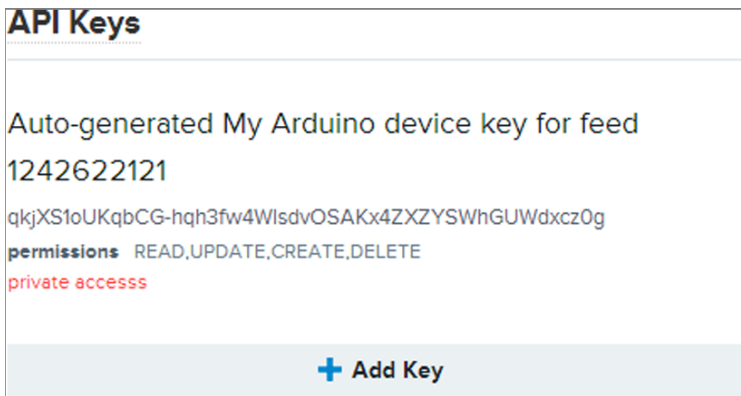 API Keys
Auto-generated My Arduino device key for feed
1242622121
qkjXS1oUKqbCG-hqh3fw4WlsdvOSAKx4ZXZYSWhGUWdxcz0g
permissions READ,UPDATE,CREATE,DELETE
private accesss
+ Add Key